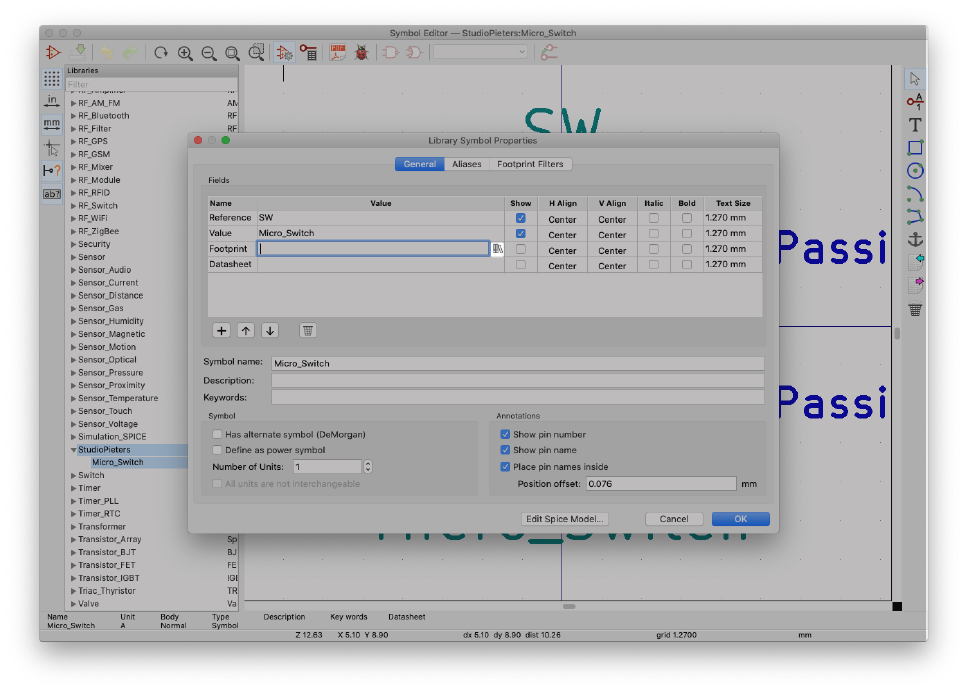 Symbol Editor — StudioPieters:Micro_Switch
PDF
Libraries
Filter
RF_Amplifier
RF_AM_FM AM
RF_Bluetooth RF
RF_Filter RF
RF_GPS
RF_GSM
RF_Mixer
RF_Module
RF_RFID
RF_Switch
RF_WiFi
RF_ZigBee
Security
Sensor
Sensor_Audio
Sensor_Current
Sensor_Distance
Sensor_Gas
Sensor_Humidity
Sensor_Magnetic
Sensor_Motion
Sensor_Optical
Sensor_Pressure
Sensor_Proximity
Sensor_Temperature
Sensor_Touch
Sensor_Voltage
Simulation_SPICE
StudioPieters
Micro_Switch
Switch
Timer
Timer_PLL
Timer_RTC
Transformer
Transistor_Array Sp
Transistor_BJT BJ
Transistor_FET FE
Transistor_IGBT IGI
Triac_Thyristor TR
Valve Va
in
mm
ab?
SW
Passi
Passi
Micro_Switch
Library Symbol Properties
General Aliases Footprint Filters
Fields
Name Value Show H Align V Align Italic Bold Text Size
Reference SW Center Center 1.270 mm
Value Micro_Switch Center Center 1.270 mm
Footprint Center Center 1.270 mm
Datasheet Center Center 1.270 mm
Symbol name: Micro_Switch
Description:
Keywords:
Symbol
Has alternate symbol (DeMorgan)
Define as power symbol
Number of Units: 1
All units are not interchangeable
Annotations
Show pin number
Show pin name
Place pin names inside
Position offset: 0.076 mm
Edit Spice Model... Cancel OK
Name Unit Body Type Description Key words Datasheet
Micro_Switch A Normal Symbol
Z 12.63 X 5.10 Y 8.90 dx 5.10 dy 8.90 dist 10.26 grid 1.2700 mm